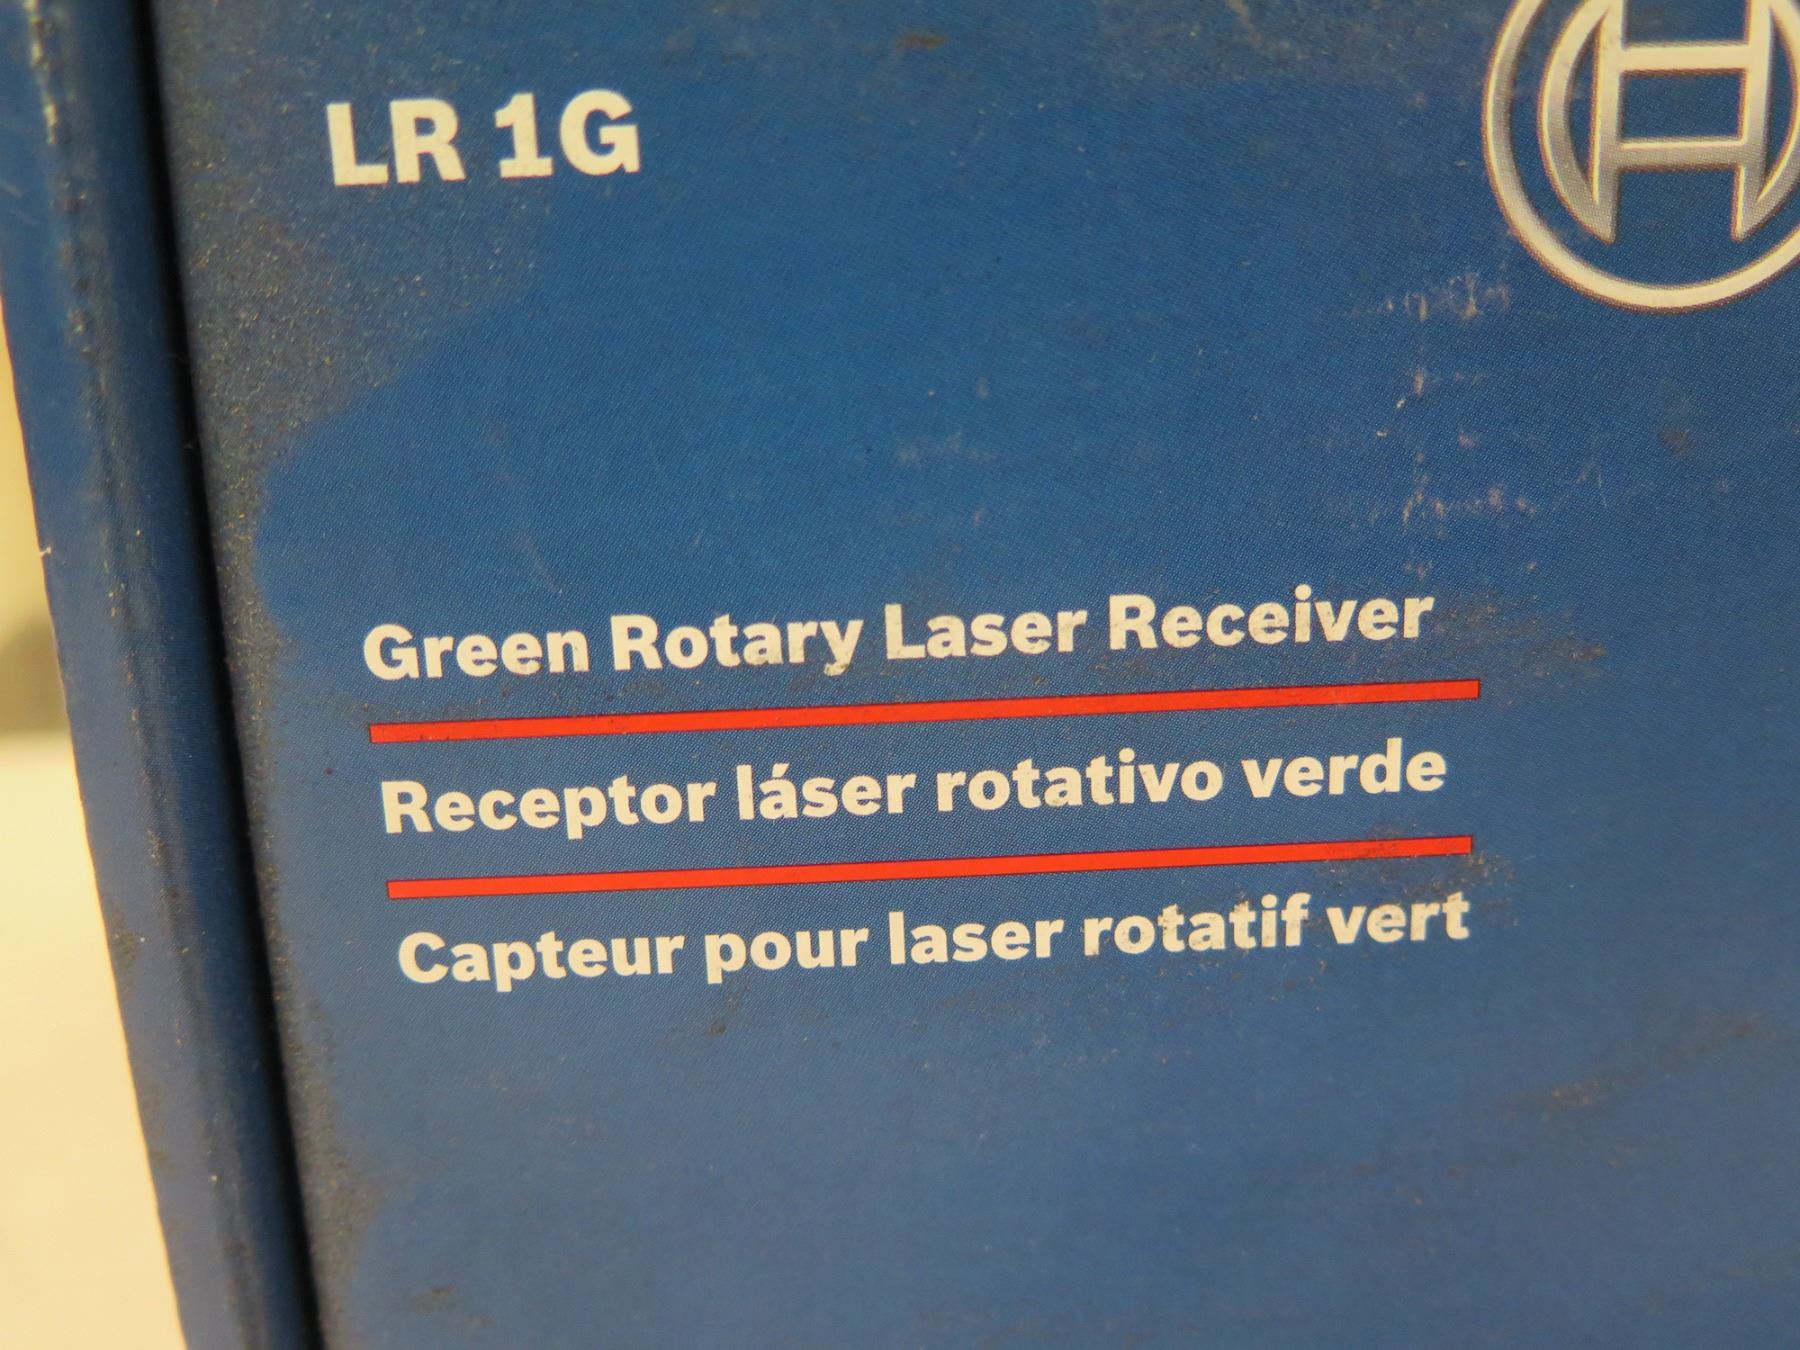 LR 1G
Green Rotary Laser Receiver
Receptor láser rotativo verde
Capteur pour laser rotatif vert